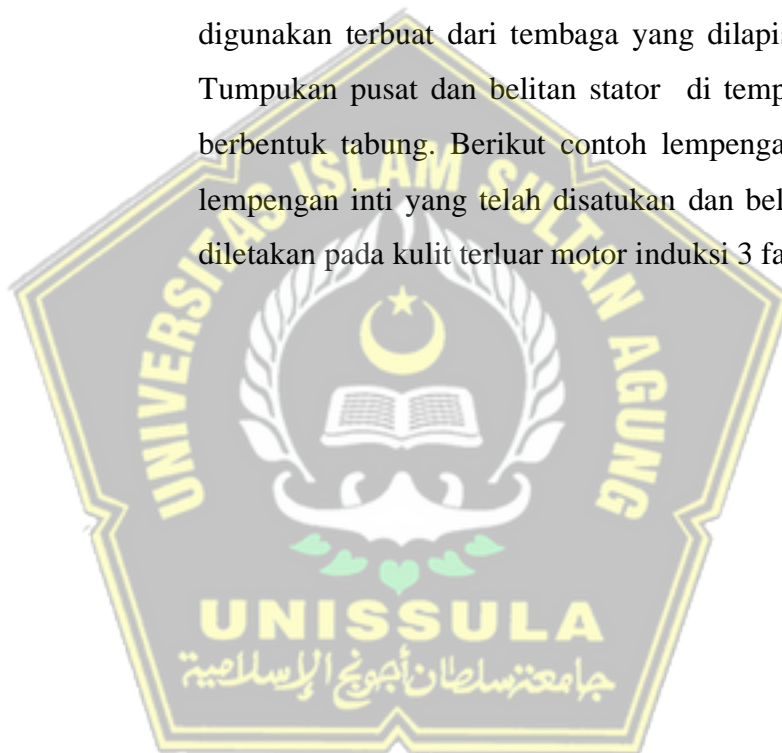 digunakan terbuat dari tembaga yang dilapis
Tumpukan pusat dan belitan stator di temp
berbentuk tabung. Berikut contoh lempenga
lempengan inti yang telah disatukan dan bel
diletakan pada kulit terluar motor induksi 3 fa
UNIVERSITAS ISLAM SULTAN AGUNG
UNISSULA
جامعة سلطان أجونج الإسلامية